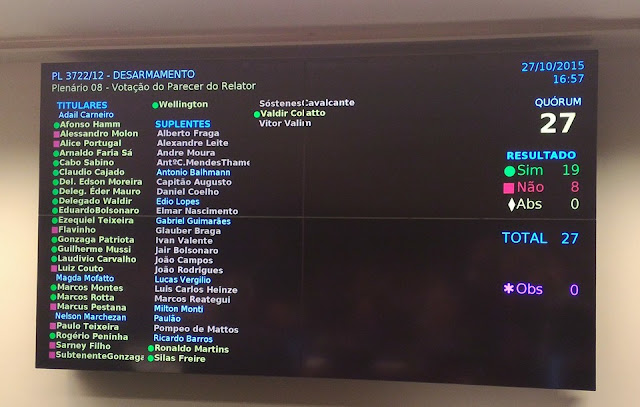 PL 3722/12 - DESARMAMENTO
Plenário 08 - Votação do Parecer do Relator
27/10/2015
16:57
TITULARES
Adail Carneiro
Afonso Hamm
Alessandro Molon
Alice Portugal
Arnaldo Faria Sá
Cabo Sabino
Claudio Cajado
Del. Edson Moreira
Deleg. Éder Mauro
Delegado Waldir
EduardoBolsonaro
Ezequiel Teixeira
Flavinho
Gonzaga Patriota
Guilherme Mussi
Laudivio Carvalho
Luiz Couto
Magda Mofatto
Marcos Montes
Marcos Rotta
Marcus Pestana
Nelson Marchezan
Paulo Teixeira
Rogério Peninha
Sarney Filho
SubtenenteGonzaga
Wellington
SUPLENTES
Alberto Fraga
Alexandre Leite
Andre Moura
AntºC.MendesThame
Antonio Balhmann
Capitão Augusto
Daniel Coelho
Edio Lopes
Elmar Nascimento
Gabriel Guimarães
Glauber Braga
Ivan Valente
Jair Bolsonaro
João Campos
João Rodrigues
Lucas Vergilio
Luis Carlos Heinze
Marcos Reategui
Milton Monti
Paulão
Pompeo de Mattos
Ricardo Barros
Ronaldo Martins
Silas Freire
SóstenesCavalcante
Valdir Colatto
Vitor Valim
QUÓRUM
27
RESULTADO
Sim 19
Não 8
Abs 0
TOTAL 27
Obs 0